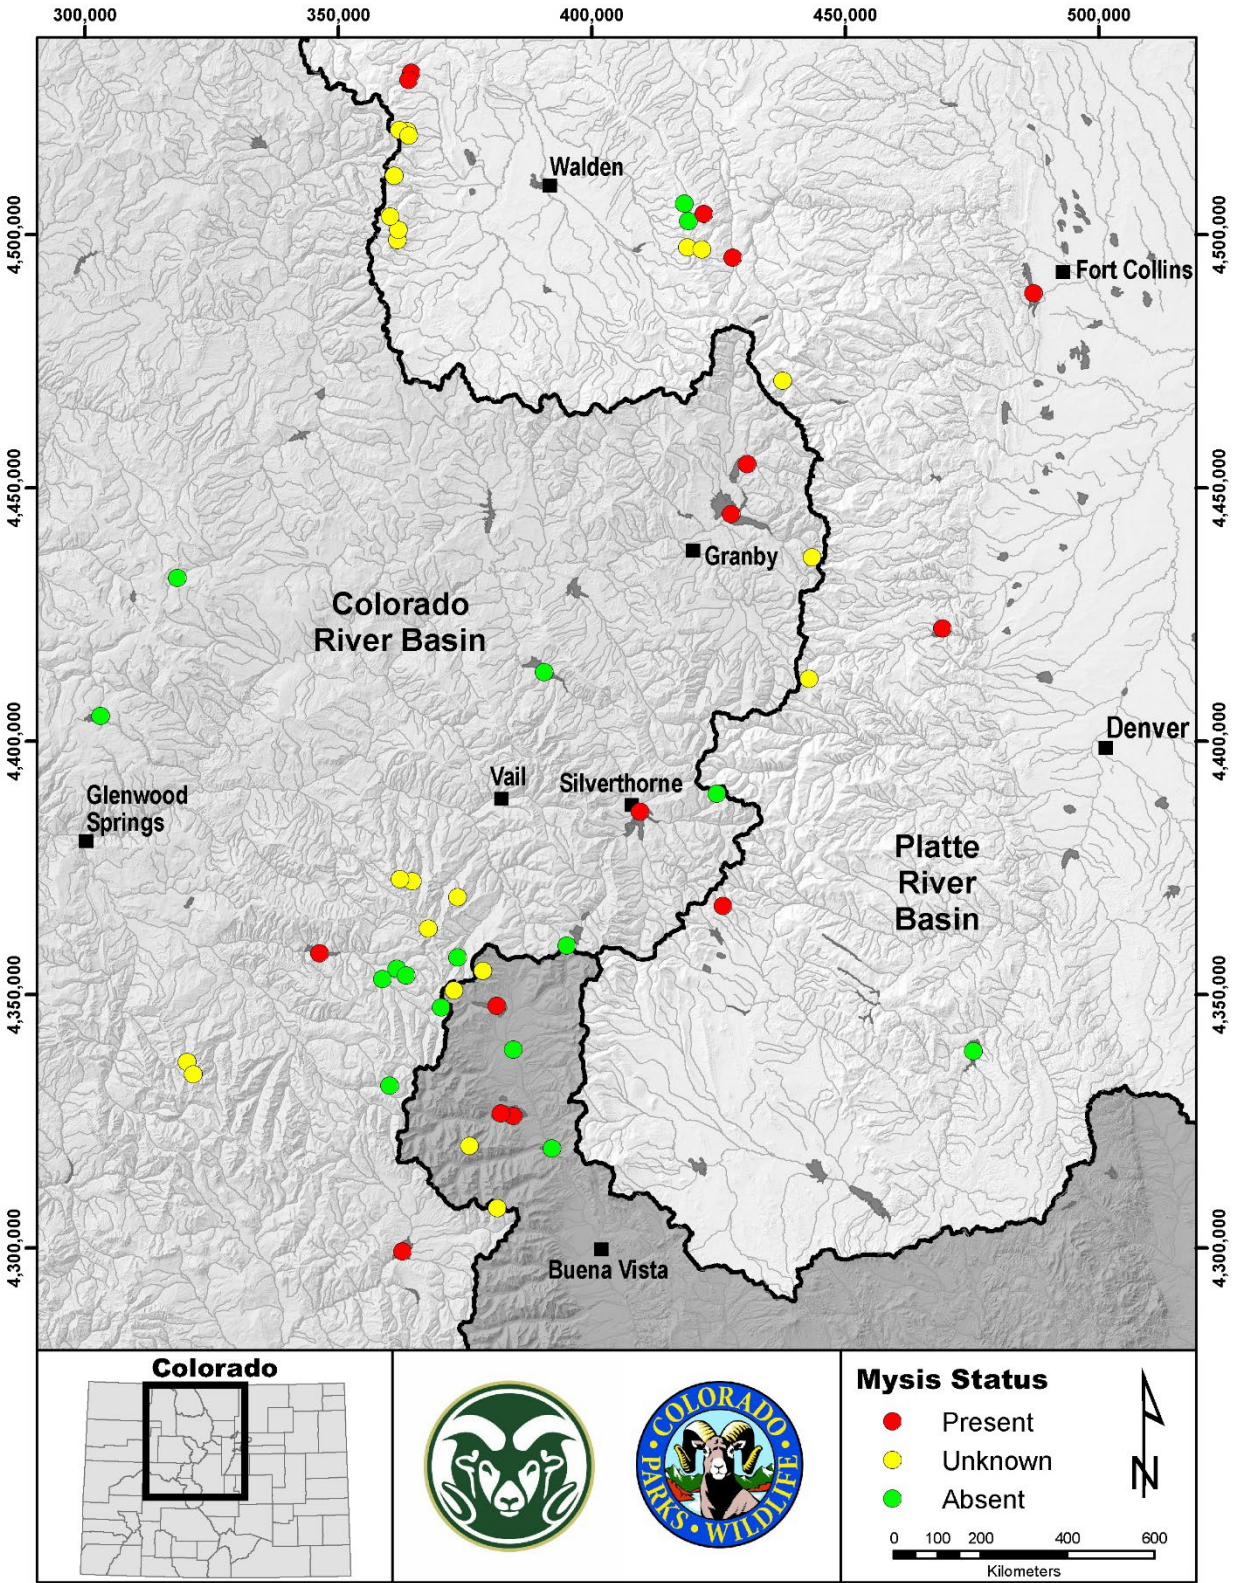 300,000
350,000
400,000
450,000
500,000
Walden
4,500,000
4,500,000
Fort Collins
4,450,000
4,450,000
Granby
Colorado
River Basin
Denver
4,400,000
4,400,000
Vail
Silverthorne
Glenwood
Springs
Platte
River
Basin
4,350,000
4,350,000
4,300,000
4,300,000
Buena Vista
Colorado
COLORADO
• PARKS • WILDLIFE •
Mysis Status
Present
Unknown
Absent
N
0 100 200 400 600
Kilometers